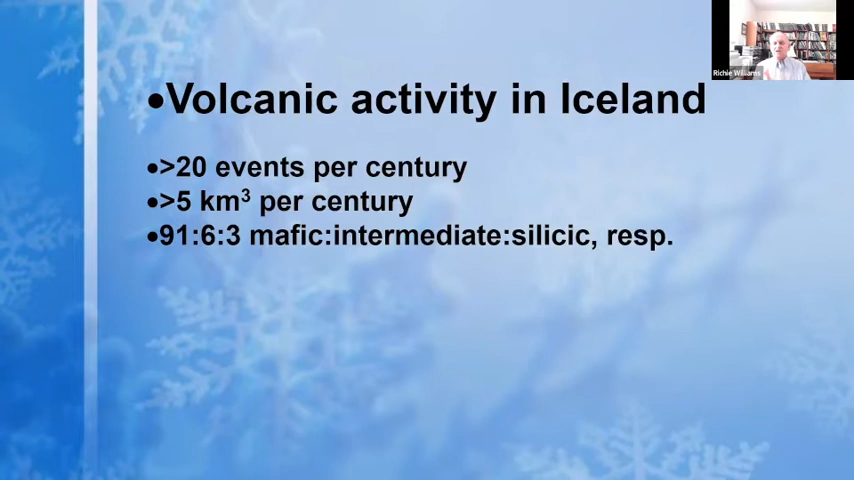 •Volcanic activity in Iceland
•>20 events per century
•>5 km³ per century
•91:6:3 mafic:intermediate:silicic, resp.
Richie Williams